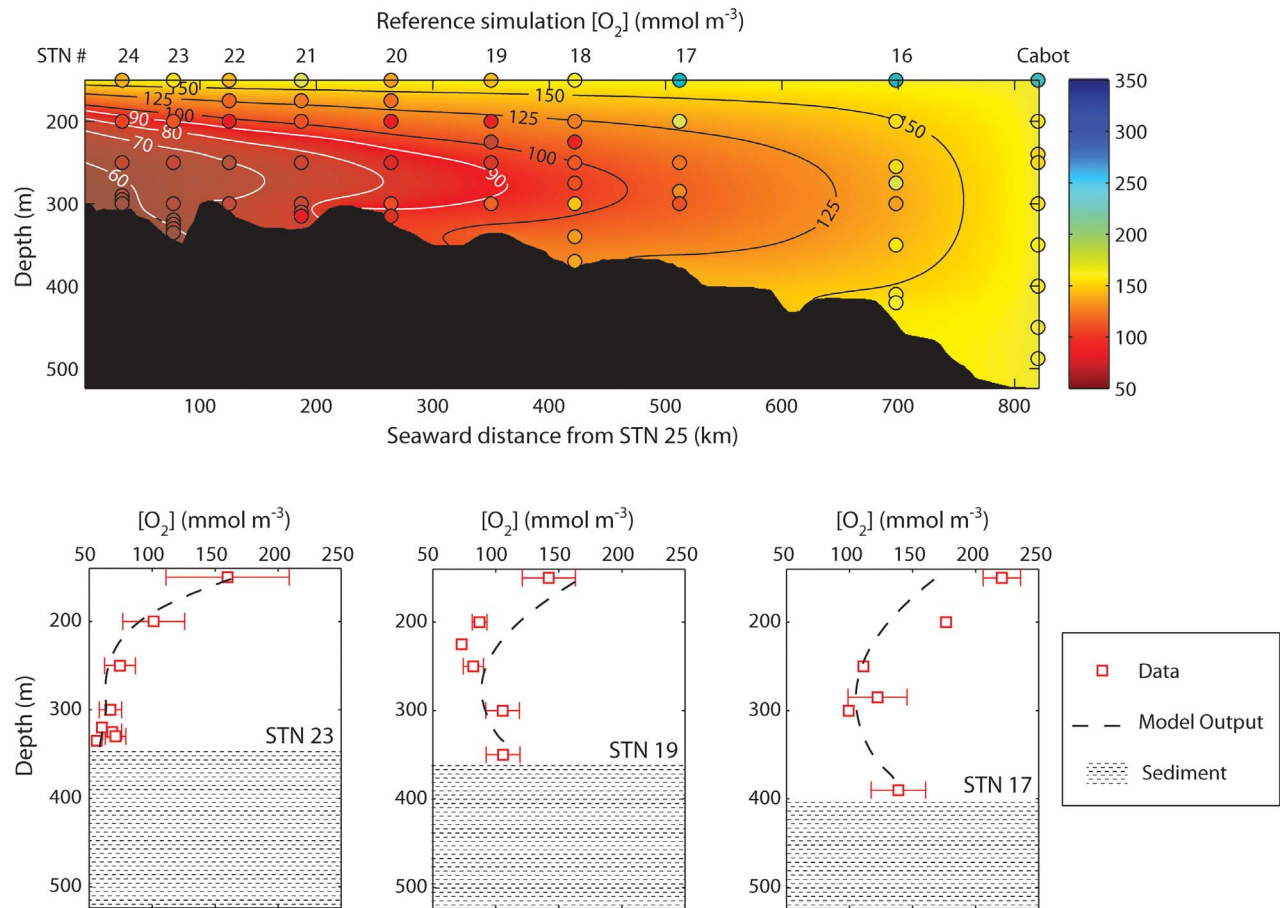 Reference simulation [O2] (mmol m-3)
STN # 24 23 22 21 20 19 18 17 16 Cabot
150 125 100 90 80 70 60
150 125 100 90 125 150
Depth (m)
200
300
400
500
100 200 300 400 500 600 700 800
Seaward distance from STN 25 (km)
350
300
250
200
150
100
50
[O2] (mmol m-3)
50 100 150 200 250
Depth (m)
200
300
400
500
STN 23
[O2] (mmol m-3)
50 100 150 200 250
200
300
400
500
STN 19
[O2] (mmol m-3)
50 100 150 200 250
200
300
400
500
STN 17
Data
Model Output
Sediment